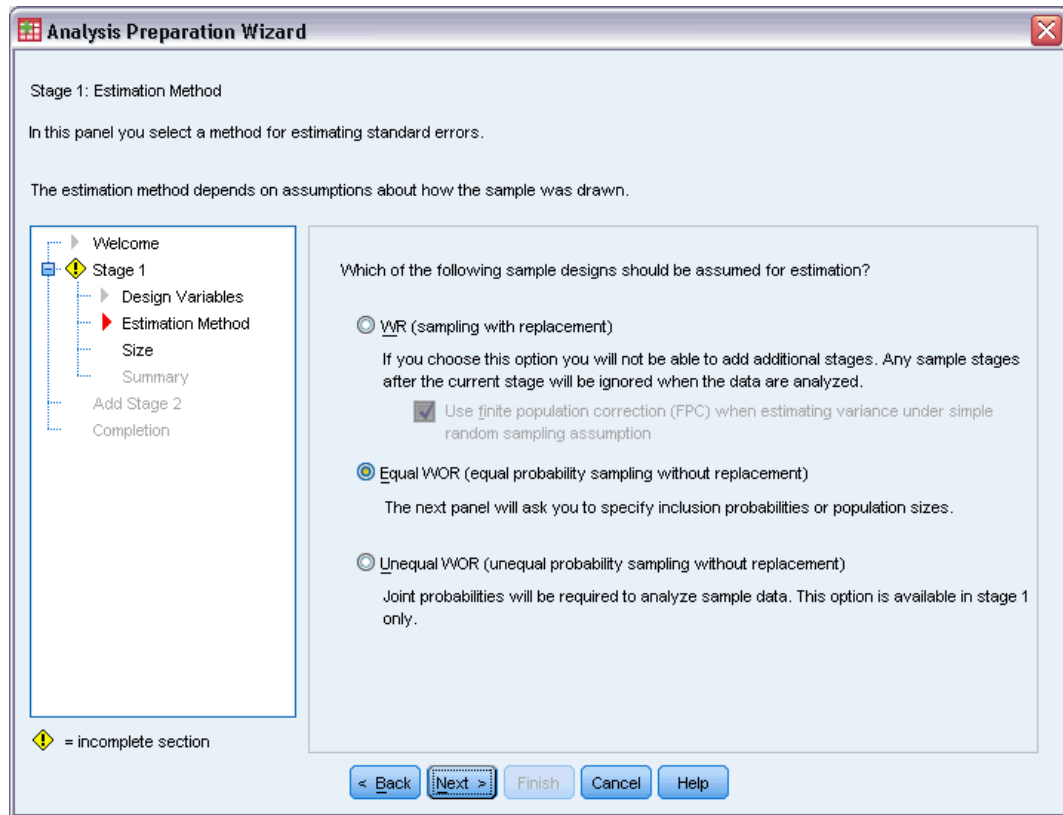 Analysis Preparation Wizard
Stage 1: Estimation Method
In this panel you select a method for estimating standard errors.
The estimation method depends on assumptions about how the sample was drawn.
Welcome
Stage 1
Design Variables
Estimation Method
Size
Summary
Add Stage 2
Completion
= incomplete section
Which of the following sample designs should be assumed for estimation?
WR (sampling with replacement)
If you choose this option you will not be able to add additional stages. Any sample stages
after the current stage will be ignored when the data are analyzed.
Use finite population correction (FPC) when estimating variance under simple
random sampling assumption
Equal WOR (equal probability sampling without replacement)
The next panel will ask you to specify inclusion probabilities or population sizes.
Unequal WOR (unequal probability sampling without replacement)
Joint probabilities will be required to analyze sample data. This option is available in stage 1
only.
< Back
Next >
Finish
Cancel
Help